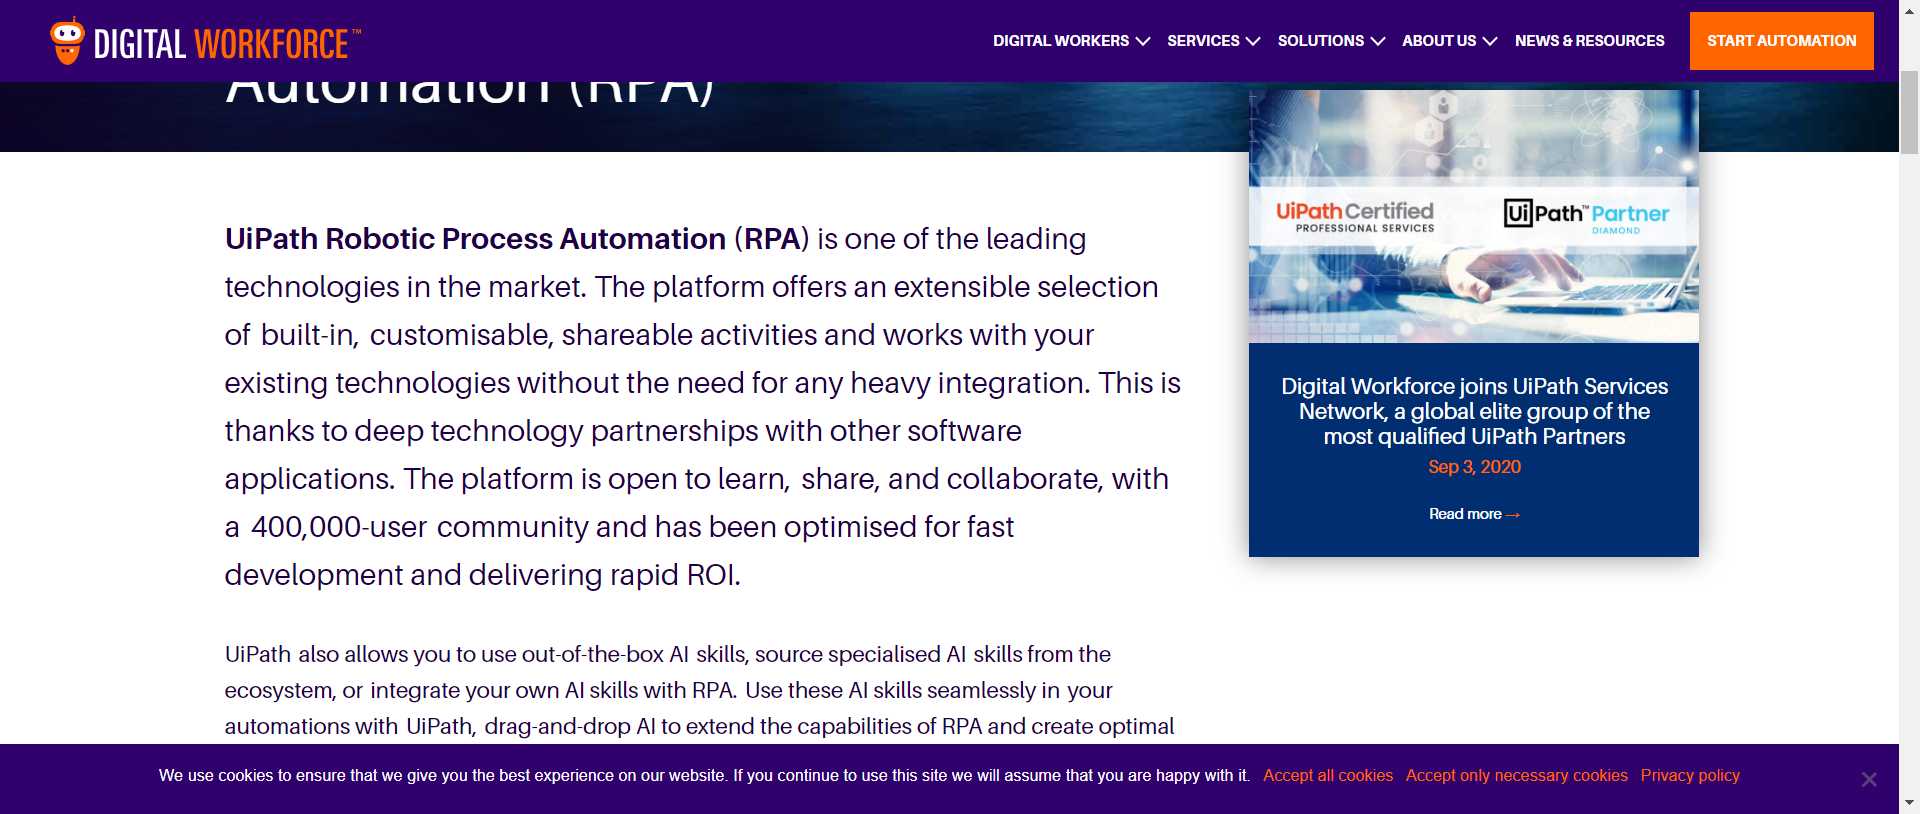 DIGITAL WORKFORCE™
DIGITAL WORKERS SERVICES SOLUTIONS ABOUT US NEWS & RESOURCES START AUTOMATION
Automation (RPA)
UiPath Robotic Process Automation (RPA) is one of the leading
technologies in the market. The platform offers an extensible selection
of built-in, customisable, shareable activities and works with your
existing technologies without the need for any heavy integration. This is
thanks to deep technology partnerships with other software
applications. The platform is open to learn, share, and collaborate, with
a 400,000-user community and has been optimised for fast
development and delivering rapid ROI.
UiPath also allows you to use out-of-the-box AI skills, source specialised AI skills from the
ecosystem, or integrate your own AI skills with RPA. Use these AI skills seamlessly in your
automations with UiPath, drag-and-drop AI to extend the capabilities of RPA and create optimal
UiPath Certified
PROFESSIONAL SERVICES
UiPath™ Partner
DIAMOND
Digital Workforce joins UiPath Services
Network, a global elite group of the
most qualified UiPath Partners
Sep 3, 2020
Read more →
We use cookies to ensure that we give you the best experience on our website. If you continue to use this site we will assume that you are happy with it. Accept all cookies Accept only necessary cookies Privacy policy